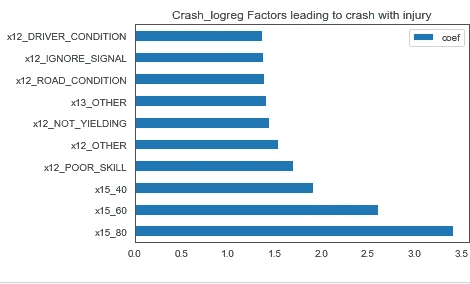 Crash_logreg Factors leading to crash with injury
coef
x12_DRIVER_CONDITION
x12_IGNORE_SIGNAL
x12_ROAD_CONDITION
x13_OTHER
x12_NOT_YIELDING
x12_OTHER
x12_POOR_SKILL
x15_40
x15_60
x15_80
0.0 0.5 1.0 1.5 2.0 2.5 3.0 3.5